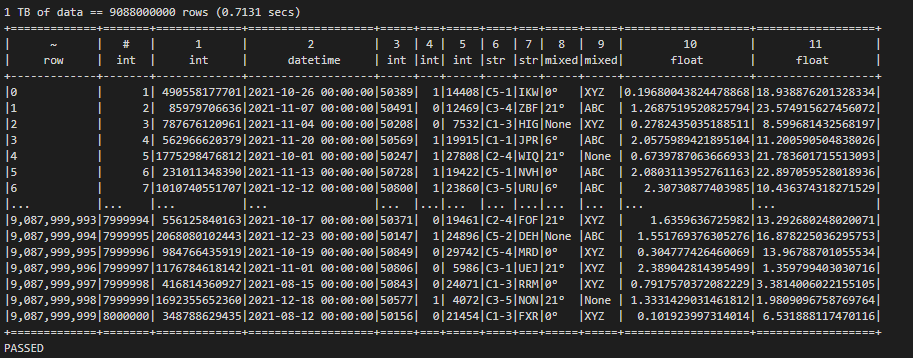 1 TB of data == 9088000000 rows (0.7131 secs)
+=============+=======+=============+===================+=====+===+=====+====+===+=====+=====+===================+==================+
|      ~      |   #   |      1      |         2         |  3  | 4 |  5  | 6  | 7 |  8  |  9  |        10         |        11        |
|     row     |  int  |     int     |     datetime      | int |int| int |str |str|mixed|mixed|       float       |      float       |
+-------------+-------+-------------+-------------------+-----+---+-----+----+---+-----+-----+-------------------+------------------+
|0            |      1| 490558177701|2021-10-26 00:00:00|50389|  1|14408|C5-1|IKW|0°   |XYZ  |0.19680043824478868|18.938876201328334|
|1            |      2|  85979706636|2021-11-07 00:00:00|50491|  0|12469|C3-4|ZBF|21°  |ABC  | 1.2687519520825794|23.574915627456072|
|2            |      3| 787676120961|2021-11-04 00:00:00|50208|  0| 7532|C1-3|HIG|None |XYZ  | 0.2782435035188511| 8.599681432568197|
|3            |      4| 562966620379|2021-11-20 00:00:00|50569|  1|19915|C1-1|JPR|6°   |ABC  | 2.0575989421895104|11.200590504838026|
|4            |      5|1775298476812|2021-10-01 00:00:00|50247|  1|27808|C2-4|WIQ|21°  |None | 0.6739787063666933|21.783601715513093|
|5            |      6| 231011348390|2021-11-13 00:00:00|50728|  1|19422|C5-1|NVH|0°   |ABC  | 2.0803113952761163|22.897059528018936|
|6            |      7|1010740551707|2021-12-12 00:00:00|50800|  1|23860|C3-5|URU|6°   |ABC  |   2.30730877403985|10.436374318271529|
|...          |...    |...          |...                |...  |...|...  |... |...|...  |...  |...                |...               |
|9,087,999,993|7999994| 556125840163|2021-10-17 00:00:00|50371|  0|19461|C2-4|FOF|21°  |XYZ  |    1.6359636725982|13.292680248020071|
|9,087,999,994|7999995|2068080102443|2021-12-23 00:00:00|50147|  1|24896|C5-2|DEH|None |ABC  |  1.551769376305276|16.878225036295753|
|9,087,999,995|7999996| 984766435919|2021-10-19 00:00:00|50849|  0|29742|C5-4|MRD|0°   |XYZ  |  0.304777426460069| 13.96788701055534|
|9,087,999,996|7999997|1176784618142|2021-11-01 00:00:00|50806|  0| 5986|C3-1|UEJ|21°  |ABC  |  2.389042814395499| 1.359799403030716|
|9,087,999,997|7999998| 416814360927|2021-08-15 00:00:00|50843|  0|24071|C1-3|RRM|0°   |XYZ  | 0.7917570372082229|3.3814006022155105|
|9,087,999,998|7999999|1692355652360|2021-12-18 00:00:00|50577|  1| 4072|C3-5|NON|21°  |None | 1.3331429031461812|1.9809096758769764|
|9,087,999,999|8000000| 348788629435|2021-08-12 00:00:00|50156|  0|21454|C1-3|FXR|0°   |XYZ  |  0.101923997314014| 6.531888117470116|
+=============+=======+=============+===================+=====+===+=====+====+===+=====+=====+===================+==================+
PASSED